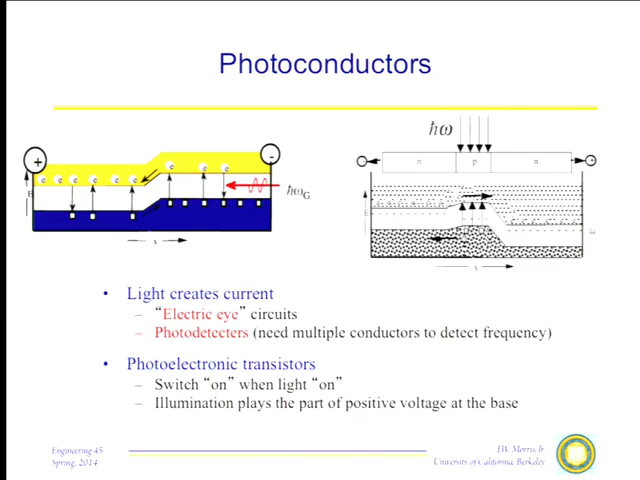 Photoconductors
ħω
+
-
n
p
n
e e e e e e e e e
E
ħω_G
x
E
x
• Light creates current
– “Electric eye” circuits
– Photodetecters (need multiple conductors to detect frequency)
• Photoelectronic transistors
– Switch “on” when light “on”
– Illumination plays the part of positive voltage at the base
Engineering 45
Spring, 2014
J.W. Morris, Jr
University of California, Berkeley